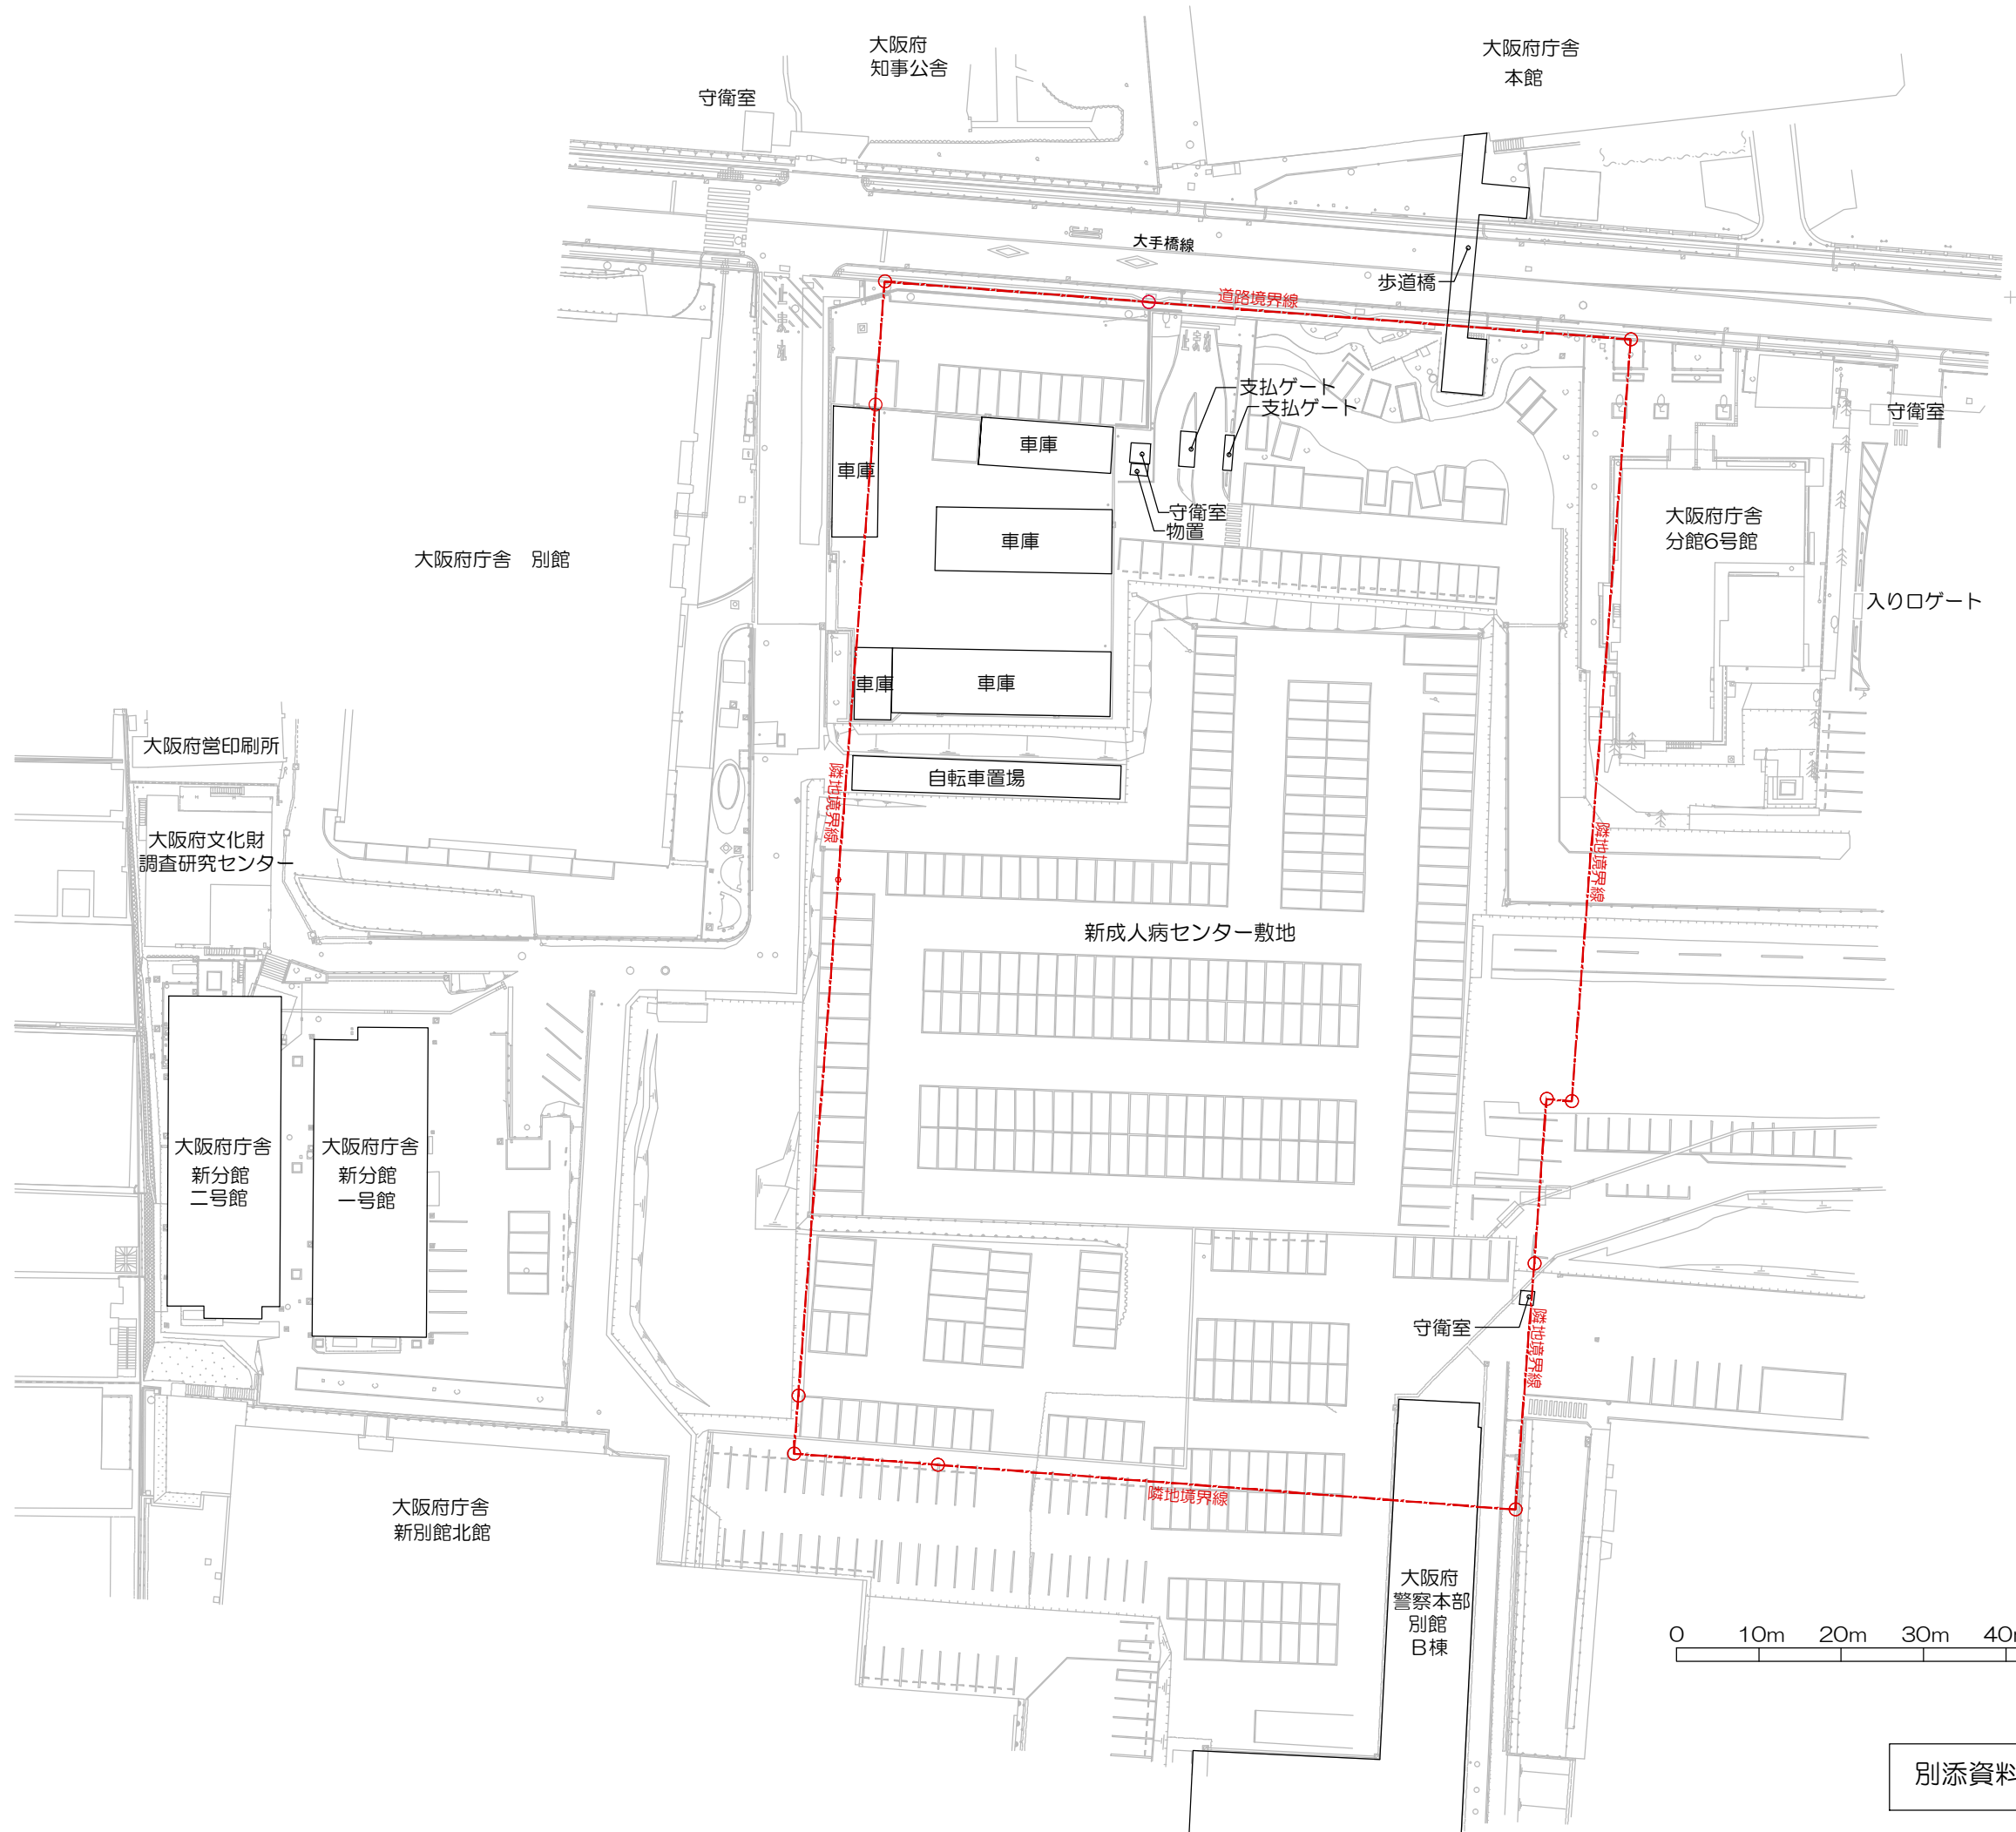 大阪府
知事公舎
大阪府庁舎
本館
守衛室
大手橋線
歩道橋
道路境界線
支払ゲート
支払ゲート
守衛室
車庫
車庫
守衛室
物置
大阪府庁舎
分館6号館
車庫
大阪府庁舎　別館
入り口ゲート
車庫
車庫
大阪府営印刷所
自転車置場
隣地境界線
大阪府文化財
調査研究センター
隣地境界線
新成人病センター敷地
大阪府庁舎
新分館
二号館
大阪府庁舎
新分館
一号館
守衛室
隣地境界線
隣地境界線
大阪府庁舎
新別館北館
大阪府
警察本部
別館
B棟
0 10m 20m 30m 40m
別添資料